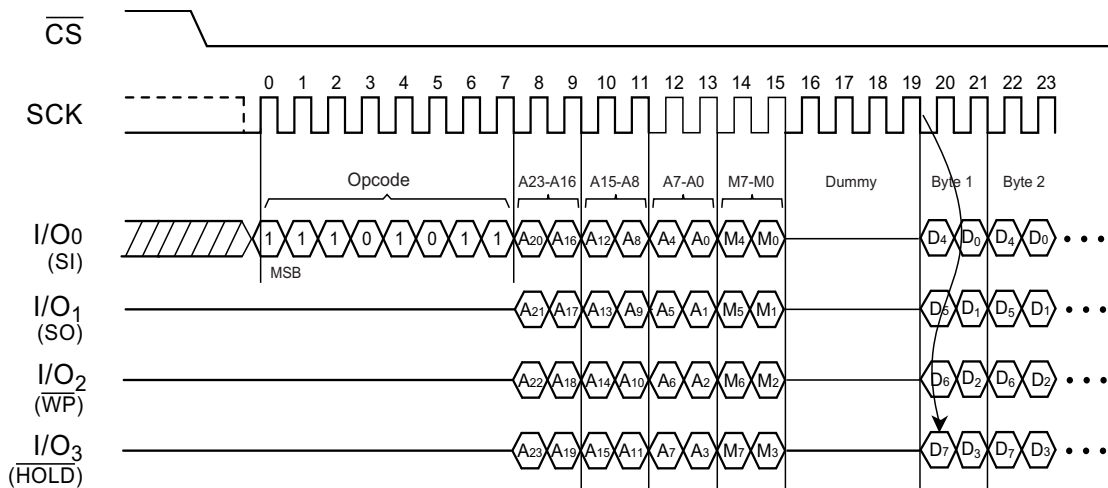 CS
0 1 2 3 4 5 6 7 8 9 10 11 12 13 14 15 16 17 18 19 20 21 22 23
SCK
Opcode A23-A16 A15-A8 A7-A0 M7-M0 Dummy Byte 1 Byte 2
I/O0 1 1 1 0 1 0 1 1 A20 A16 A12 A8 A4 A0 M4 M0 D4 D0 D4 D0
(SI)
MSB
I/O1 A21 A17 A13 A9 A5 A1 M5 M1 D5 D1 D5 D1
(SO)
I/O2 A22 A18 A14 A10 A6 A2 M6 M2 D6 D2 D6 D2
(WP)
I/O3 A23 A19 A15 A11 A7 A3 M7 M3 D7 D3 D7 D3
(HOLD)